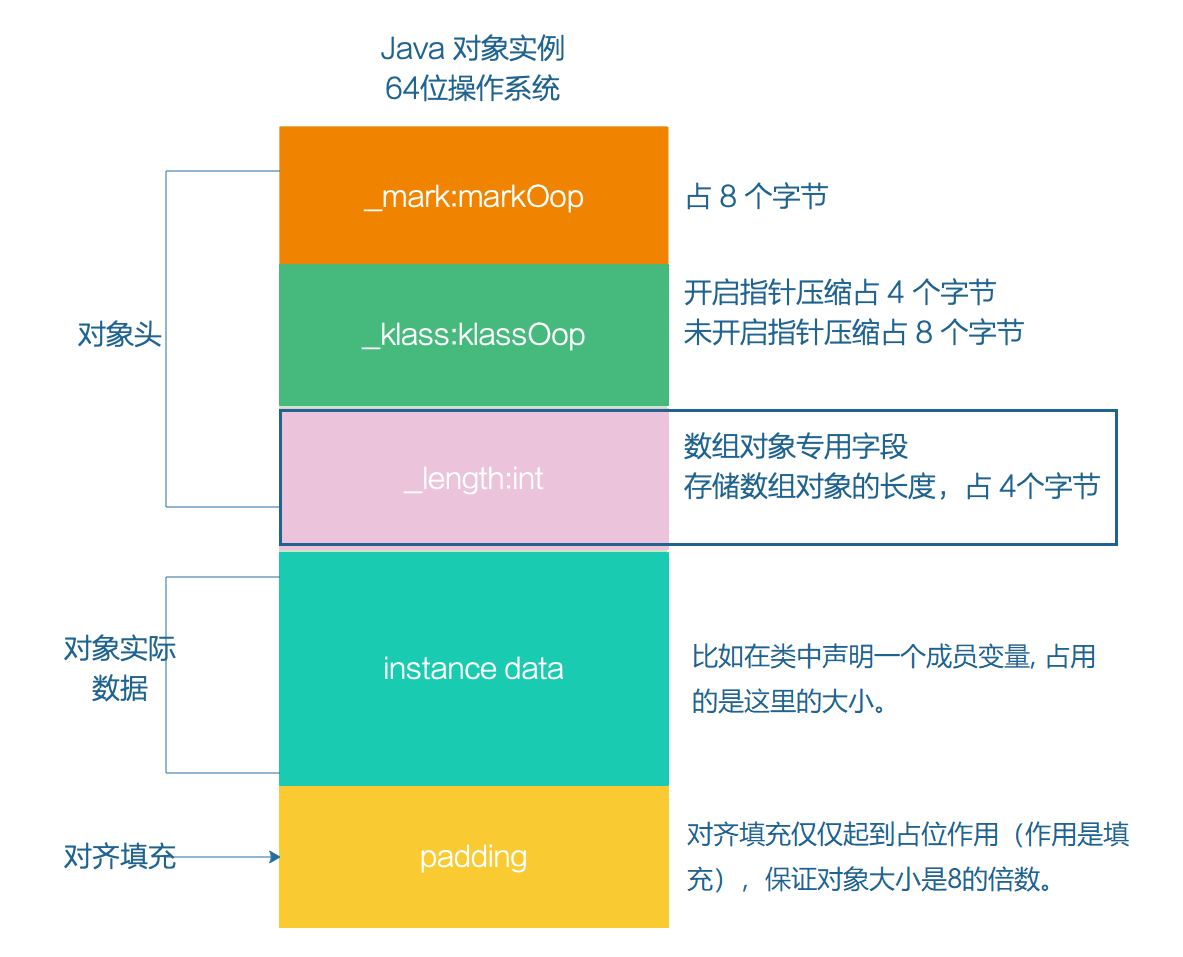 Java 对象实例
64位操作系统
_mark:markOop
占 8 个字节
开启指针压缩占 4 个字节
_klass:klassOop
未开启指针压缩占 8 个字节
对象头
数组对象专用字段
_length:int
存储数组对象的长度，占 4个字节
对象实际
数据
instance data
比如在类中声明一个成员变量, 占用
的是这里的大小。
对齐填充
padding
对齐填充仅仅起到占位作用（作用是填
充），保证对象大小是8的倍数。